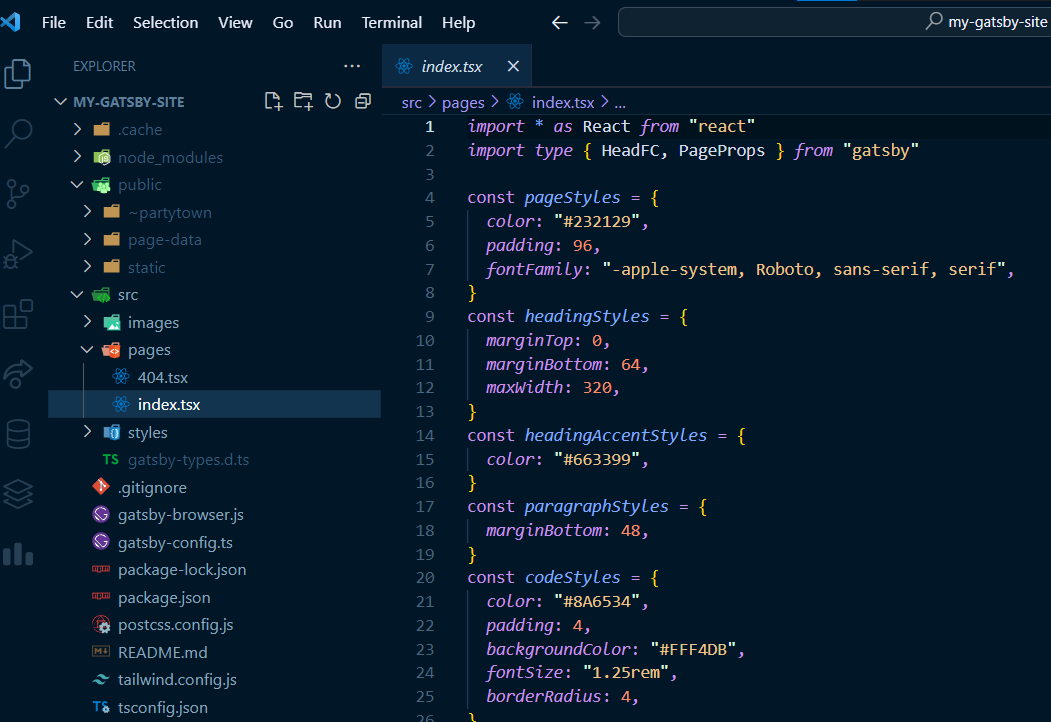 File Edit Selection View Go Run Terminal Help
my-gatsby-site
EXPLORER
MY-GATSBY-SITE
.cache
node_modules
public
~partytown
page-data
static
src
images
pages
404.tsx
index.tsx
styles
TS gatsby-types.d.ts
.gitignore
gatsby-browser.js
gatsby-config.ts
package-lock.json
package.json
postcss.config.js
README.md
tailwind.config.js
TS tsconfig.json
index.tsx
src > pages > index.tsx > ...
1 import * as React from "react"
2 import type { HeadFC, PageProps } from "gatsby"
3
4 const pageStyles = {
5 color: "#232129",
6 padding: 96,
7 fontFamily: "-apple-system, Roboto, sans-serif, serif",
8 }
9 const headingStyles = {
10 marginTop: 0,
11 marginBottom: 64,
12 maxWidth: 320,
13 }
14 const headingAccentStyles = {
15 color: "#663399",
16 }
17 const paragraphStyles = {
18 marginBottom: 48,
19 }
20 const codeStyles = {
21 color: "#8A6534",
22 padding: 4,
23 backgroundColor: "#FFF4DB",
24 fontSize: "1.25rem",
25 borderRadius: 4,
26 }